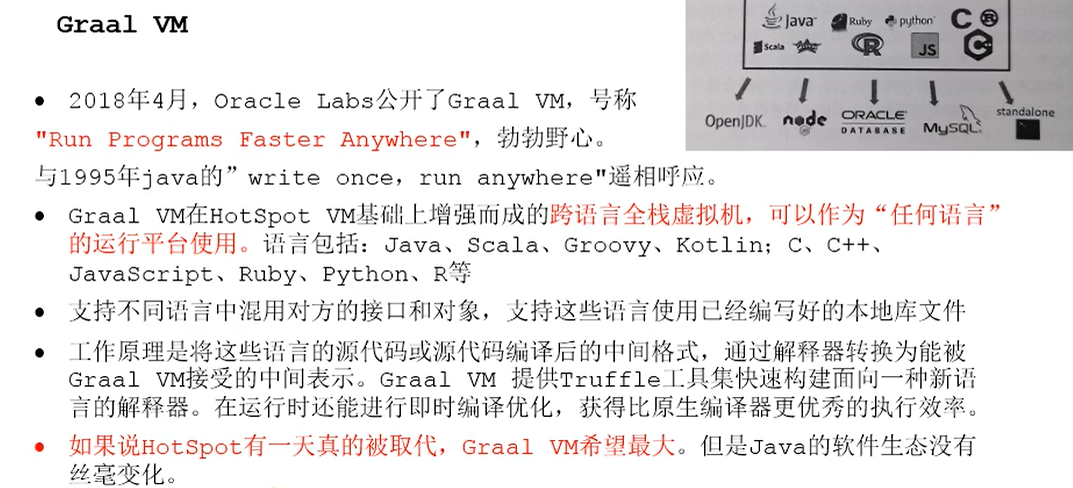 Graal VM
Java
Ruby
python
C
R
Scala
R
JS
C
OpenJDK
node
ORACLE
DATABASE
MySQL
standalone
• 2018年4月，Oracle Labs公开了Graal VM，号称
"Run Programs Faster Anywhere"，勃勃野心。
与1995年java的”write once，run anywhere"遥相呼应。
• Graal VM在HotSpot VM基础上增强而成的跨语言全栈虚拟机，可以作为“任何语言”
的运行平台使用。语言包括：Java、Scala、Groovy、Kotlin；C、C++、
JavaScript、Ruby、Python、R等
• 支持不同语言中混用对方的接口和对象，支持这些语言使用已经编写好的本地库文件
• 工作原理是将这些语言的源代码或源代码编译后的中间格式，通过解释器转换为能被
Graal VM接受的中间表示。Graal VM 提供Truffle工具集快速构建面向一种新语
言的解释器。在运行时还能进行即时编译优化，获得比原生编译器更优秀的执行效率。
• 如果说HotSpot有一天真的被取代，Graal VM希望最大。但是Java的软件生态没有
丝毫变化。